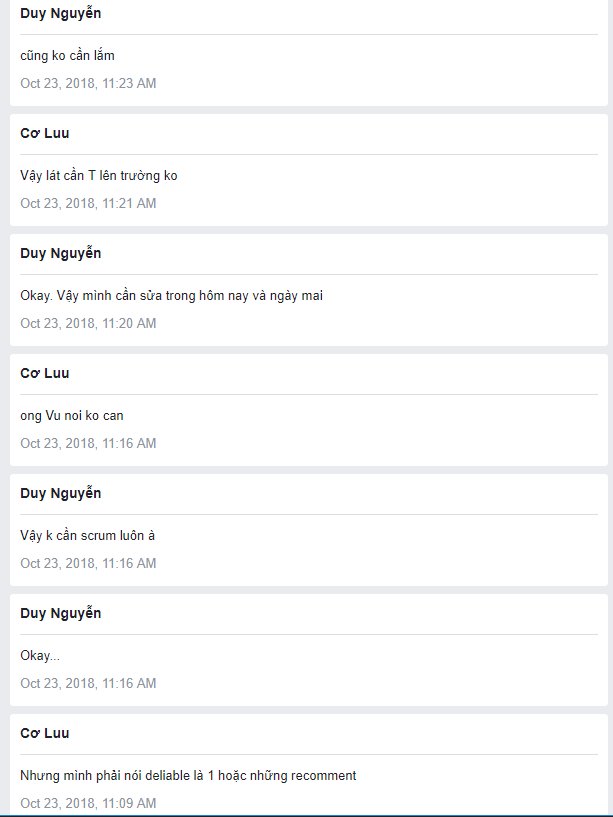 Duy Nguyễn
cũng ko cần lắm
Oct 23, 2018, 11:23 AM
Cơ Luu
Vậy lát cần T lên trường ko
Oct 23, 2018, 11:21 AM
Duy Nguyễn
Okay. Vậy mình cần sửa trong hôm nay và ngày mai
Oct 23, 2018, 11:20 AM
Cơ Luu
ong Vu noi ko can
Oct 23, 2018, 11:16 AM
Duy Nguyễn
Vậy k cần scrum luôn à
Oct 23, 2018, 11:16 AM
Duy Nguyễn
Okay...
Oct 23, 2018, 11:16 AM
Cơ Luu
Nhưng mình phải nói deliable là 1 hoặc những recomment
Oct 23, 2018, 11:09 AM